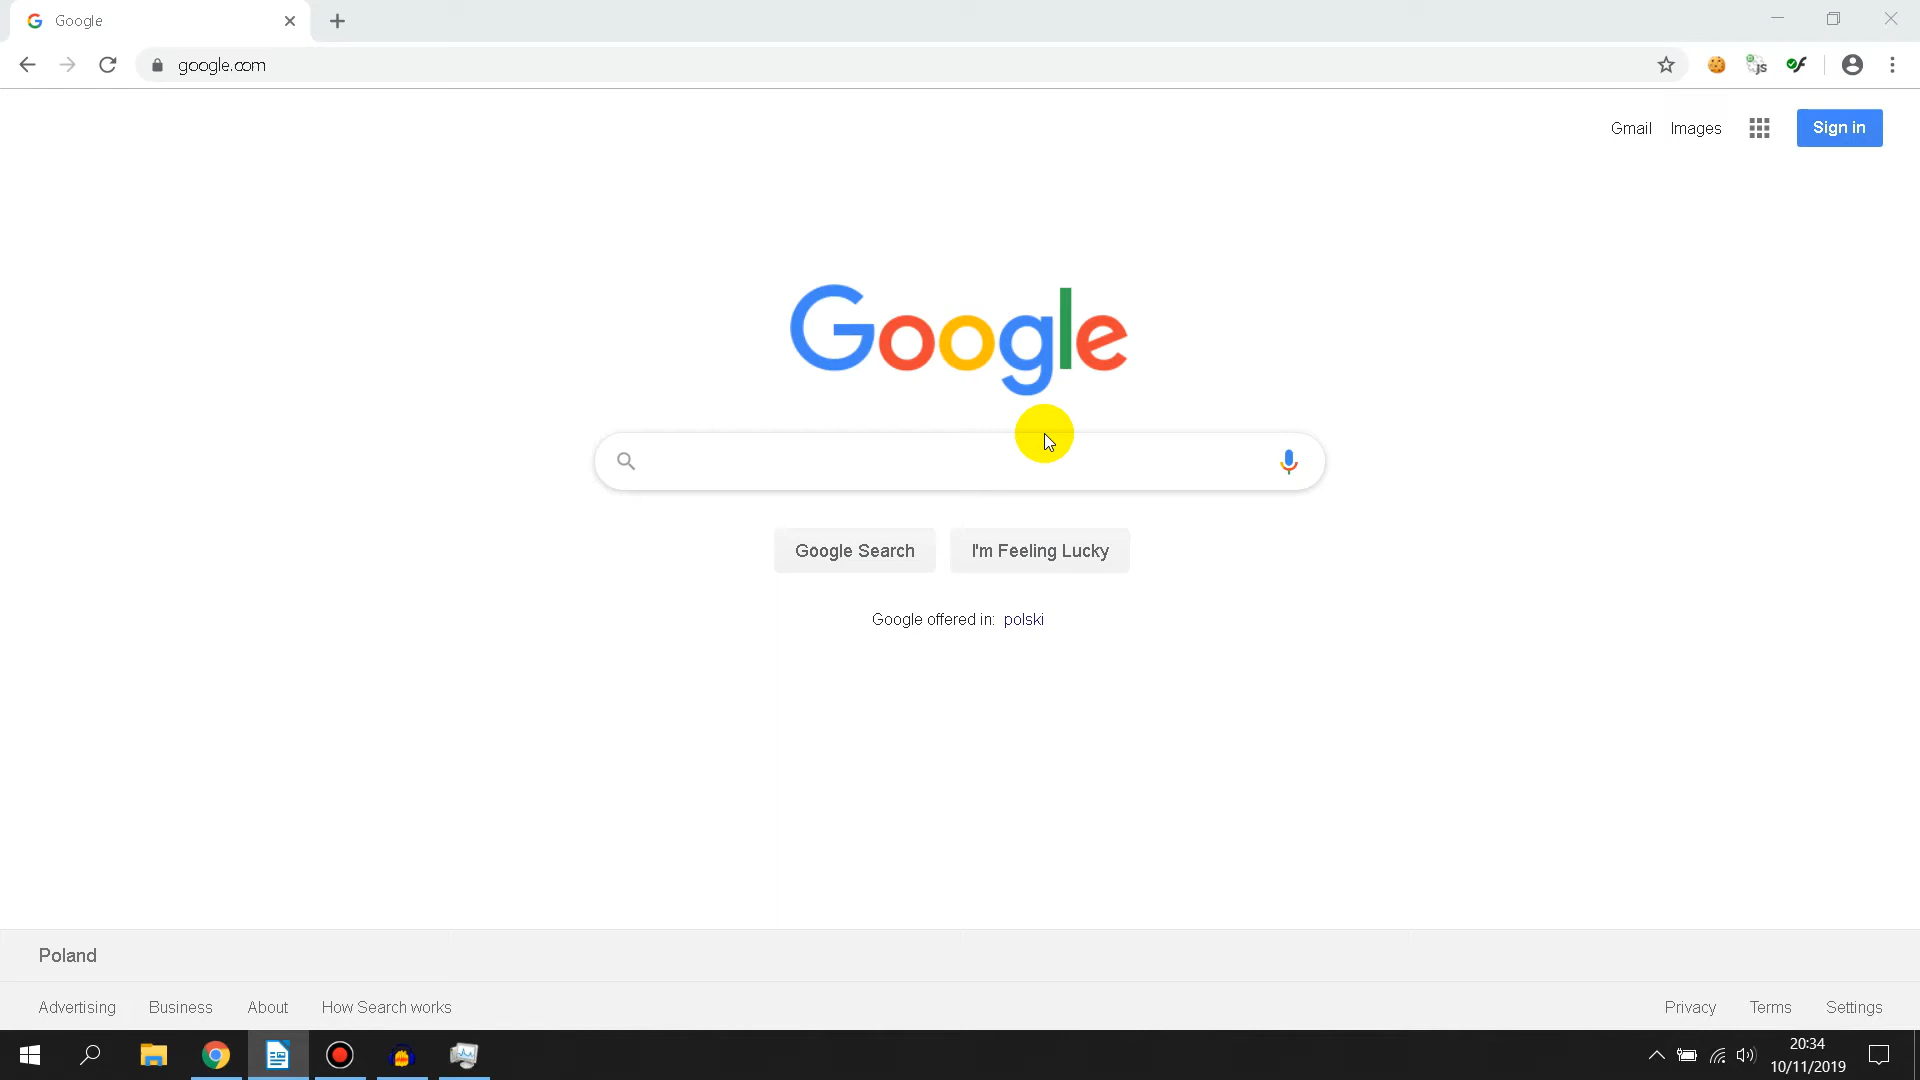 Google
google.com
Gmail Images Sign in
Google
Google Search I'm Feeling Lucky
Google offered in: polski
Poland
Advertising Business About How Search works Privacy Terms Settings
20:34
10/11/2019